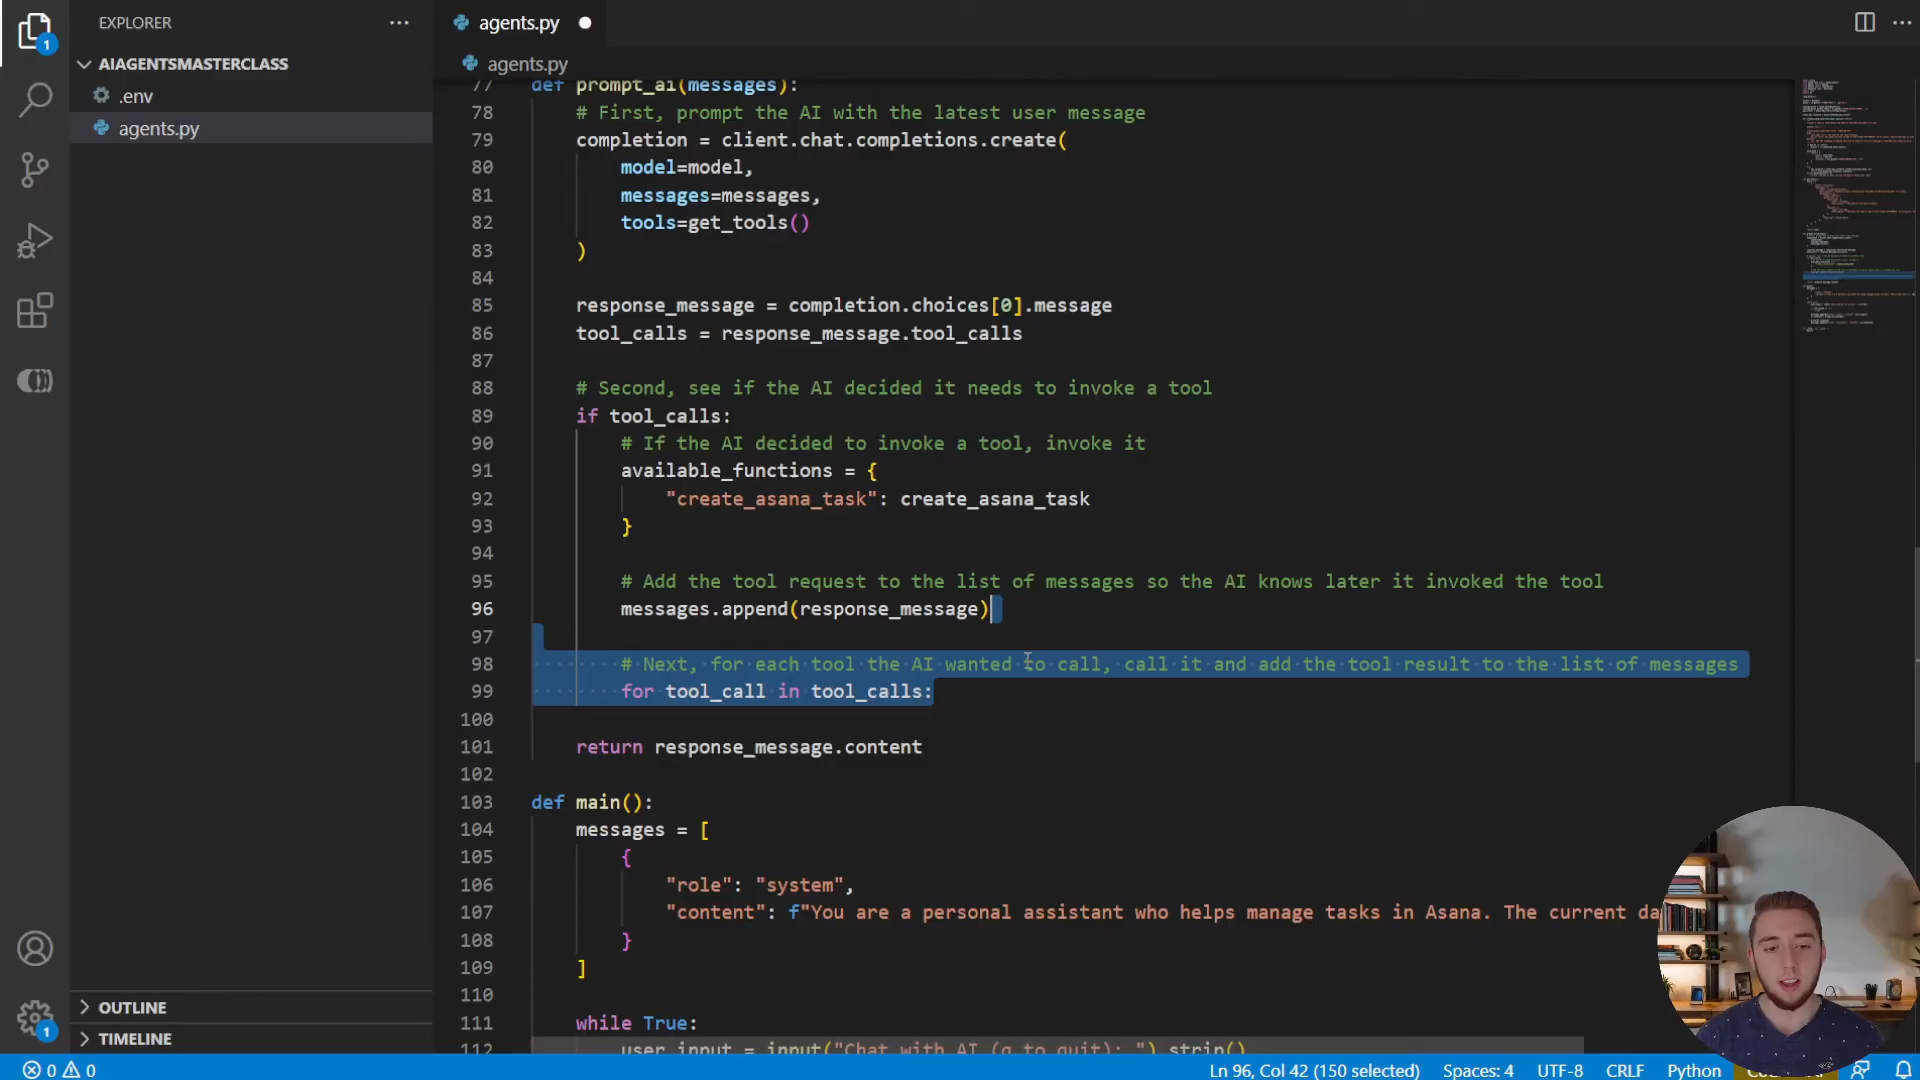 EXPLORER
AIAGENTSMASTERCLASS
.env
agents.py
OUTLINE
TIMELINE
agents.py
agents.py
77 def prompt_ai(messages):
78 # First, prompt the AI with the latest user message
79 completion = client.chat.completions.create(
80 model=model,
81 messages=messages,
82 tools=get_tools()
83 )
84
85 response_message = completion.choices[0].message
86 tool_calls = response_message.tool_calls
87
88 # Second, see if the AI decided it needs to invoke a tool
89 if tool_calls:
90 # If the AI decided to invoke a tool, invoke it
91 available_functions = {
92 "create_asana_task": create_asana_task
93 }
94
95 # Add the tool request to the list of messages so the AI knows later it invoked the tool
96 messages.append(response_message)
97
98 # Next, for each tool the AI wanted to call, call it and add the tool result to the list of messages
99 for tool_call in tool_calls:
100
101 return response_message.content
102
103 def main():
104 messages = [
105 {
106 "role": "system",
107 "content": f"You are a personal assistant who helps manage tasks in Asana. The current da
108 }
109 ]
110
111 while True:
112 user_input = input("Chat with AI (q to quit): ").strip()
1
1
0 0
Ln 96, Col 42 (150 selected) Spaces: 4 UTF-8 CRLF Python